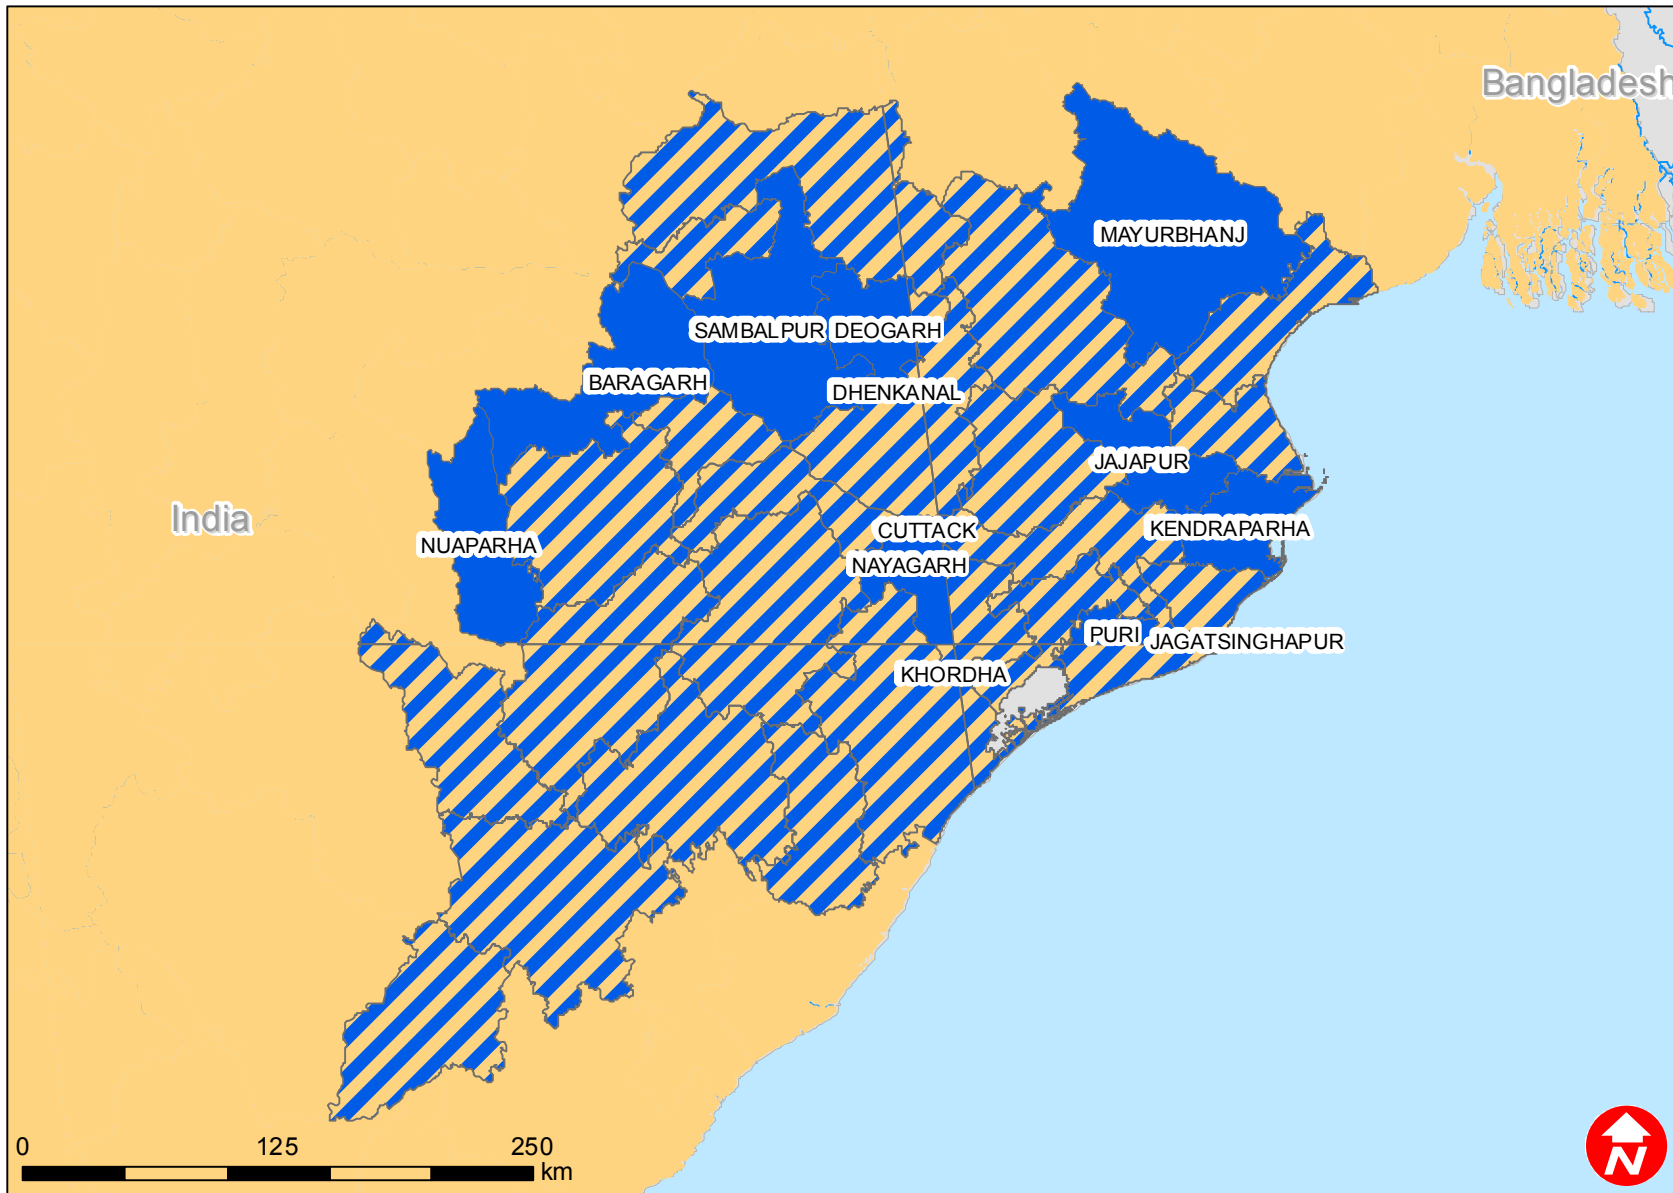 Bangladesh
MAYURBHANJ
SAMBALPUR
DEOGARH
BARAGARH
DHENKANAL
JAJAPUR
India
CUTTACK
KENDRAPARHA
NUAPARHA
NAYAGARH
PURI
JAGATSINGHAPUR
KHORDHA
0 125 250
km
N